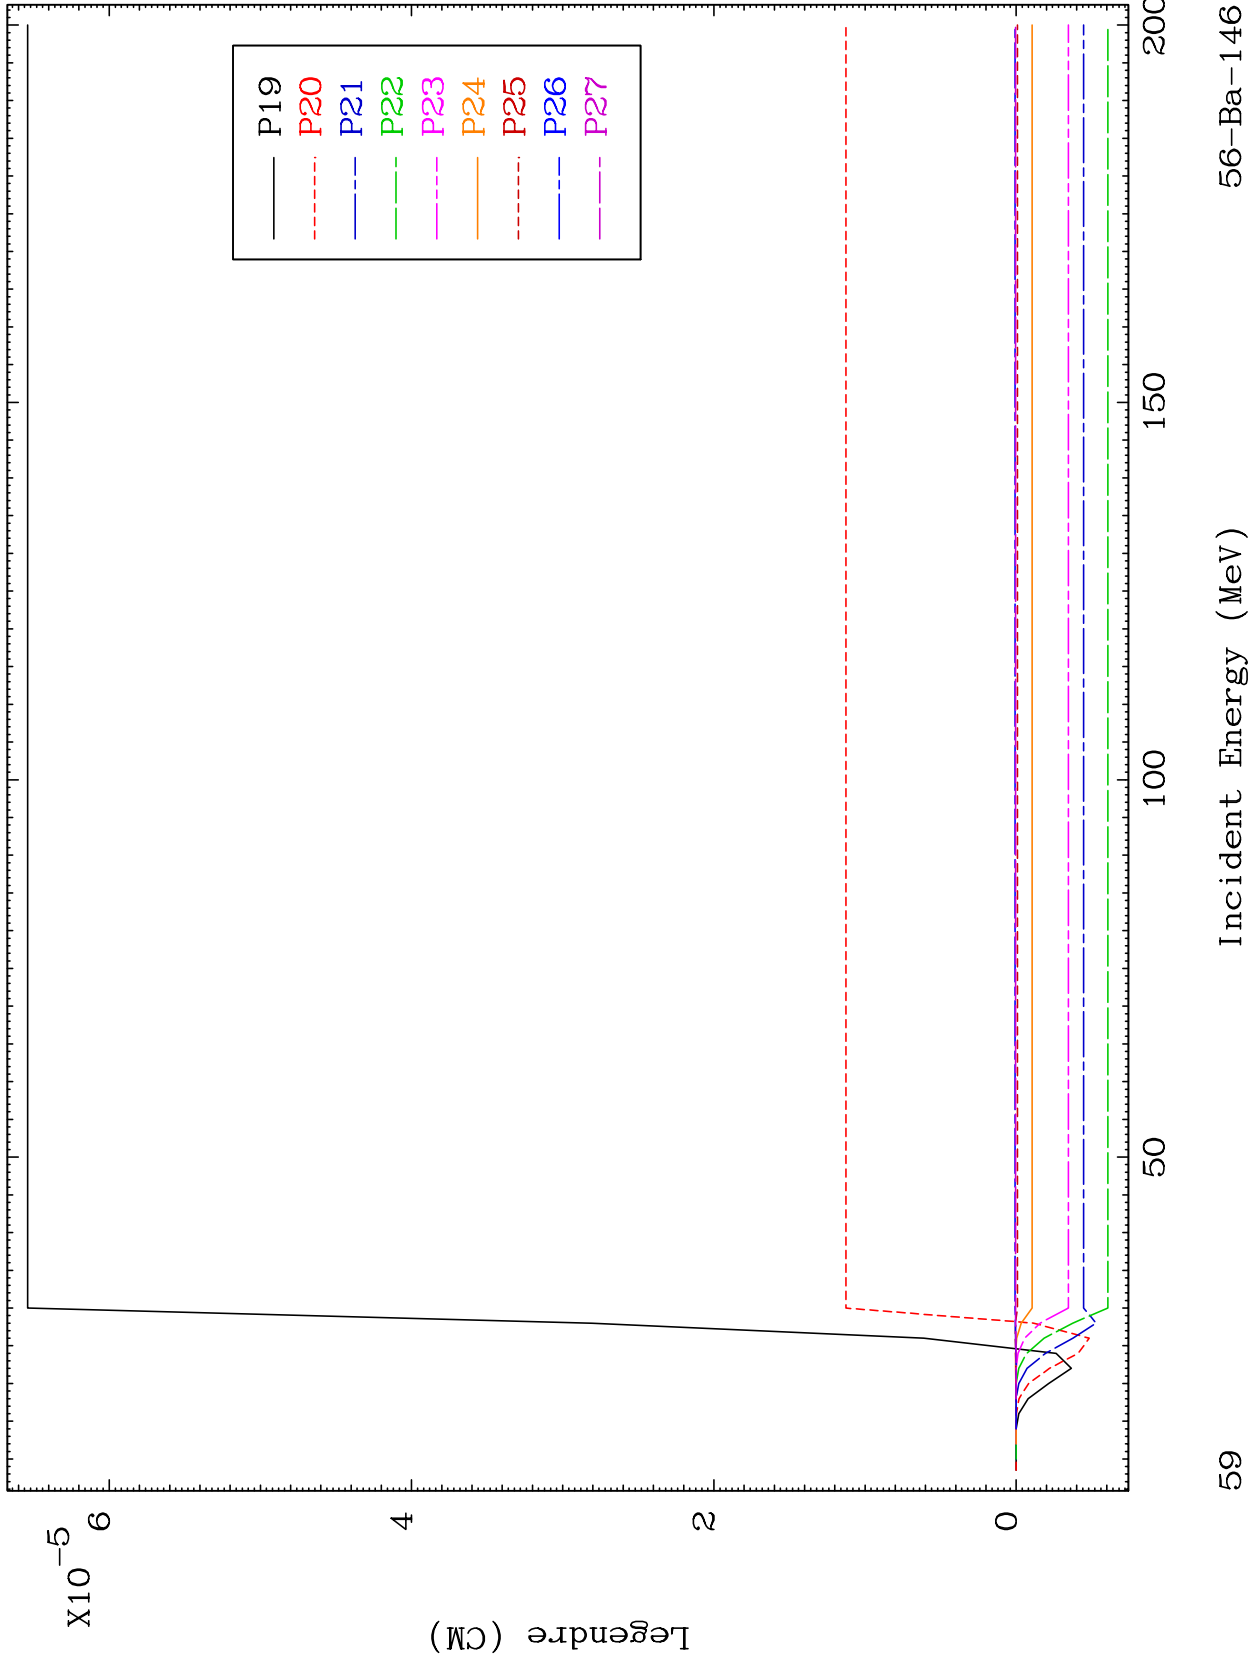 X10-5
6
4
2
0
Legendre (CM)
P19
P20
P21
P22
P23
P24
P25
P26
P27
50
100
150
200
Incident Energy (MeV)
59
56-Ba-146